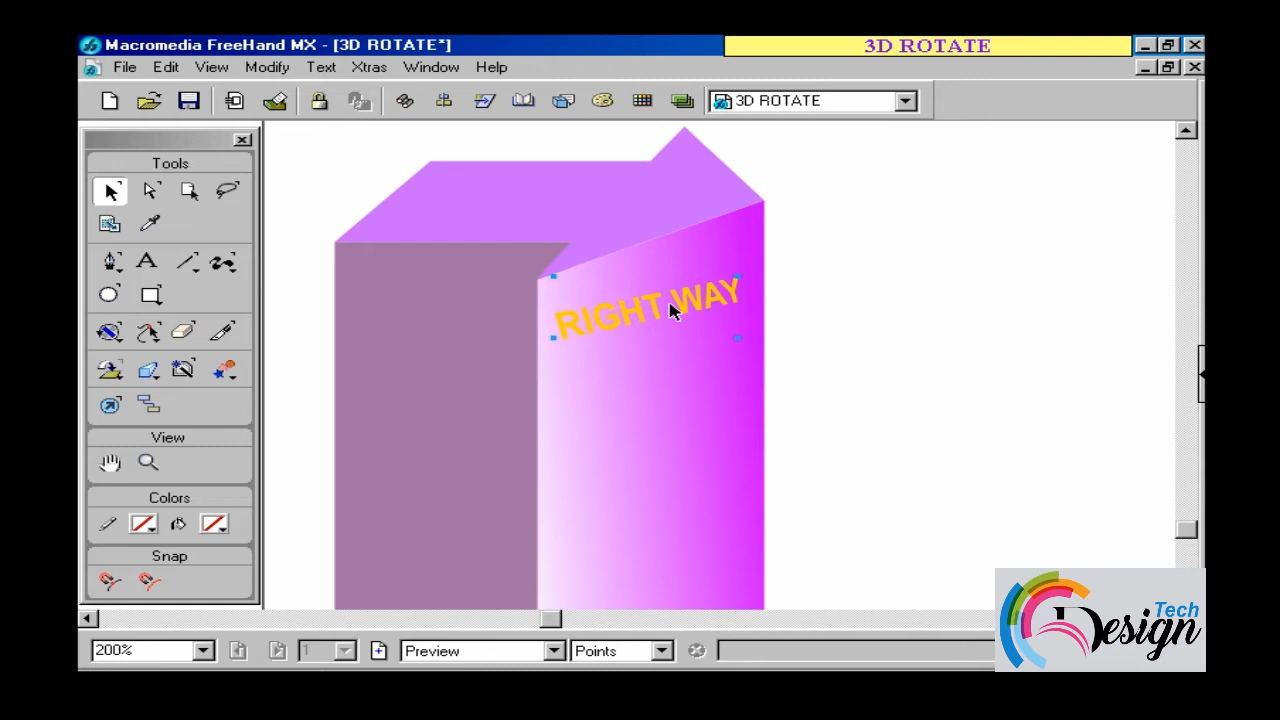 Macromedia FreeHand MX - [3D ROTATE*]
3D ROTATE
File Edit View Modify Text Xtras Window Help
3D ROTATE
Tools
RIGHT WAY
View
Colors
Snap
200%
1
Preview
Points
Tech
Design